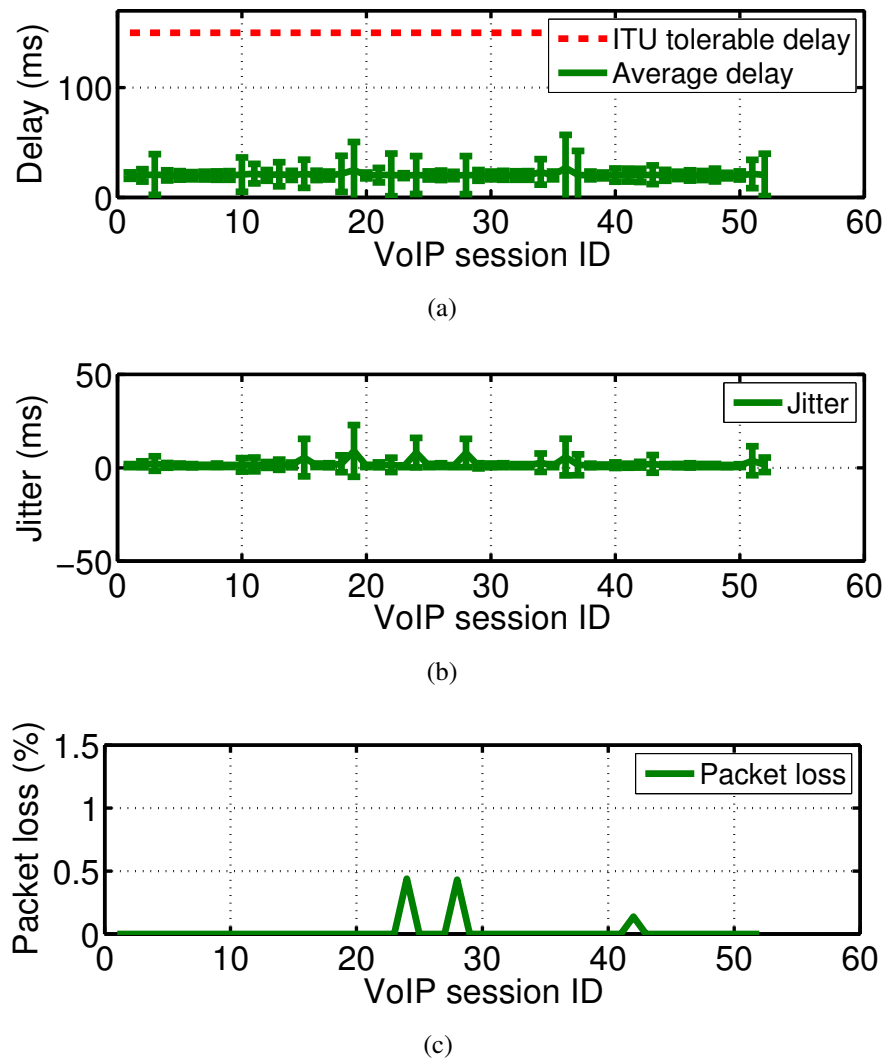 ITU tolerable delay
Average delay
Delay (ms)
100
0
0 10 20 30 40 50 60
VoIP session ID
(a)
Jitter
Jitter (ms)
50
0
−50
0 10 20 30 40 50 60
VoIP session ID
(b)
Packet loss
Packet loss (%)
1.5
1
0.5
0
0 10 20 30 40 50 60
VoIP session ID
(c)